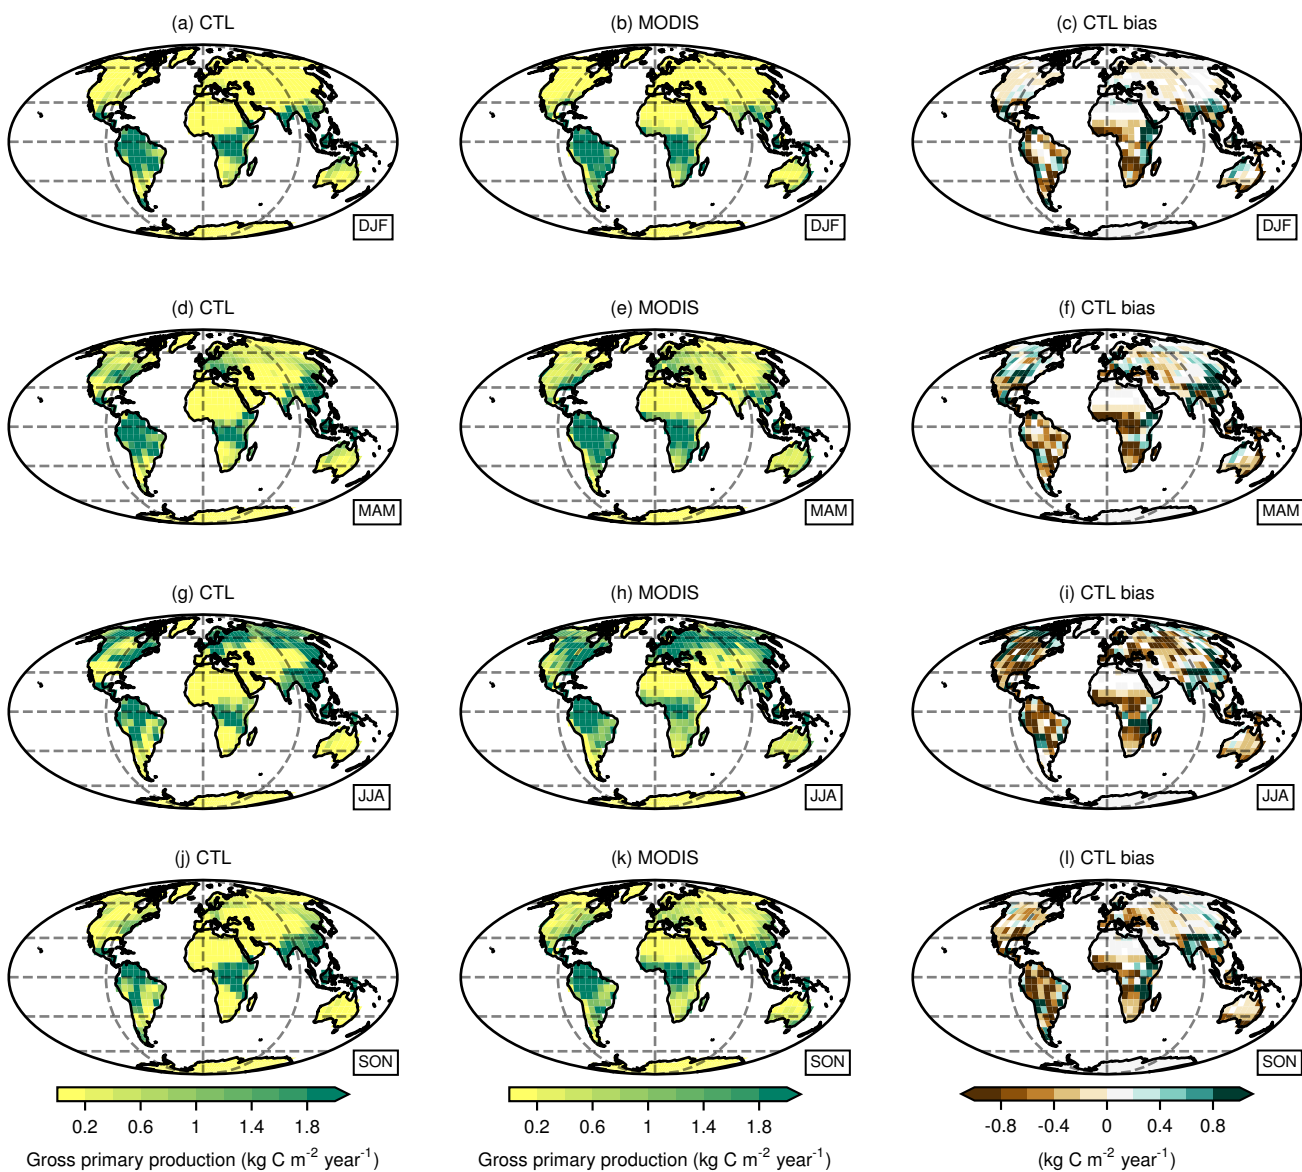 (a) CTL
(b) MODIS
(c) CTL bias
DJF
DJF
DJF
(d) CTL
(e) MODIS
(f) CTL bias
MAM
MAM
MAM
(g) CTL
(h) MODIS
(i) CTL bias
JJA
JJA
JJA
(j) CTL
(k) MODIS
(l) CTL bias
SON
SON
SON
0.2 0.6 1 1.4 1.8
0.2 0.6 1 1.4 1.8
-0.8 -0.4 0 0.4 0.8
Gross primary production (kg C m⁻² year⁻¹)
Gross primary production (kg C m⁻² year⁻¹)
(kg C m⁻² year⁻¹)